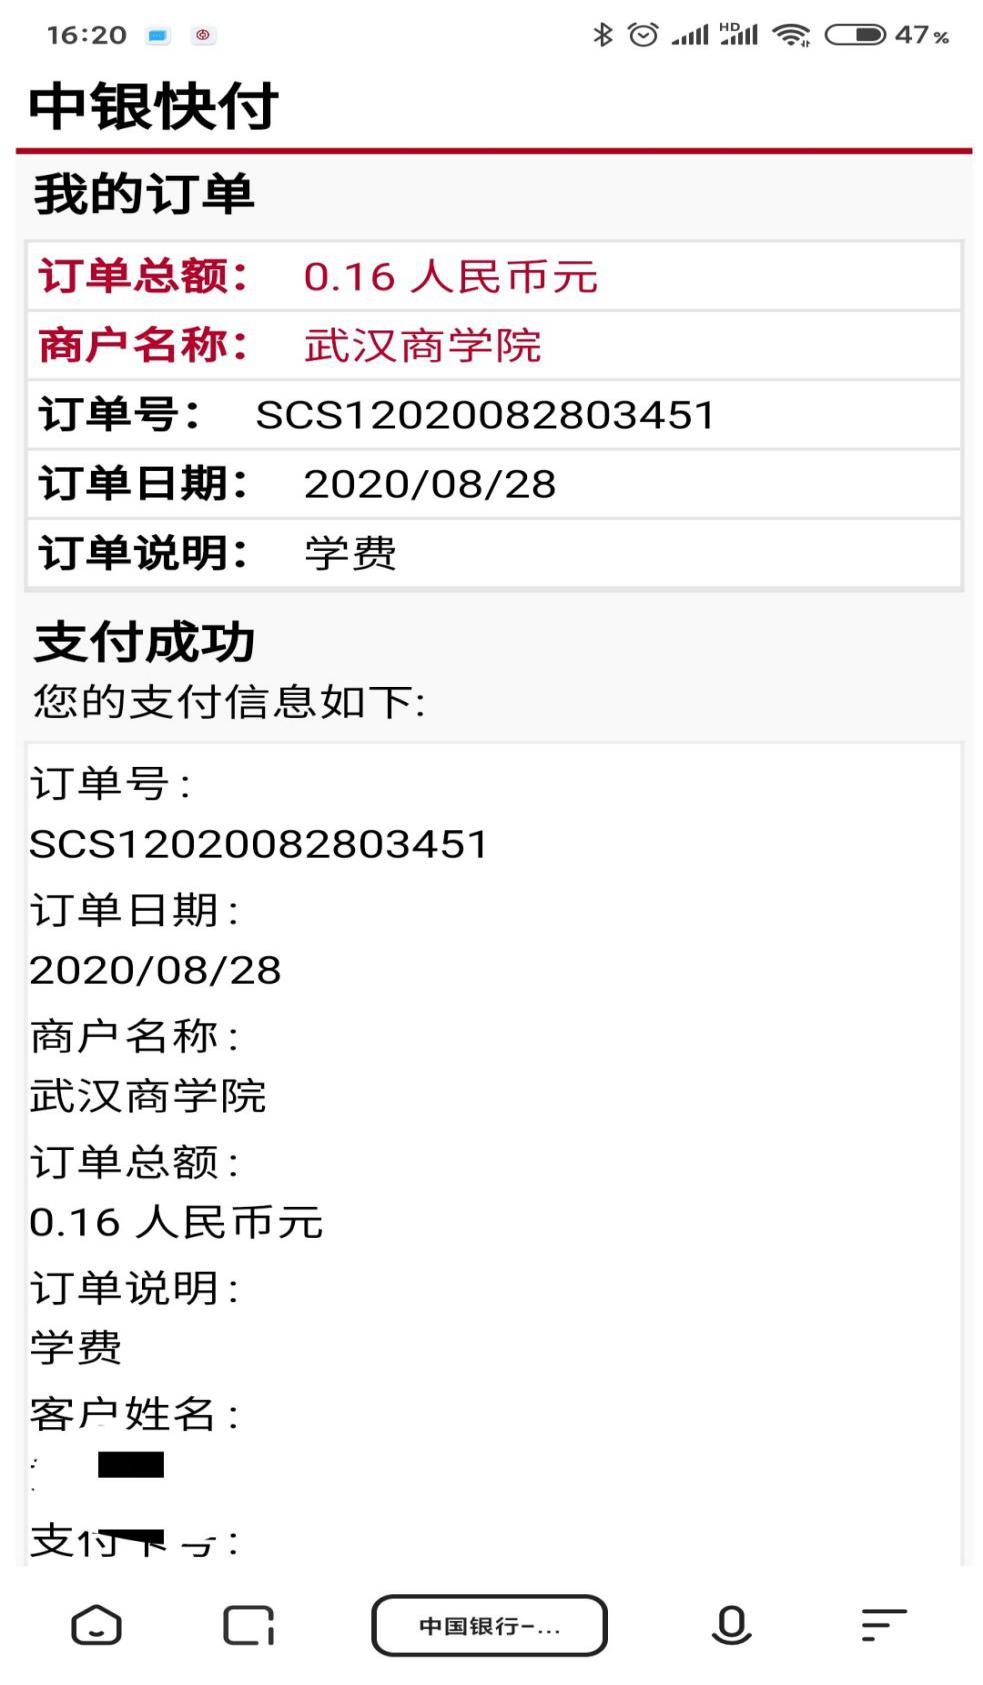 16:20 HD 47%
中银快付
我的订单
订单总额： 0.16 人民币元
商户名称： 武汉商学院
订单号： SCS12020082803451
订单日期： 2020/08/28
订单说明： 学费
支付成功
您的支付信息如下:
订单号:
SCS12020082803451
订单日期:
2020/08/28
商户名称:
武汉商学院
订单总额:
0.16 人民币元
订单说明:
学费
客户姓名:
支付卡号:
中国银行-...